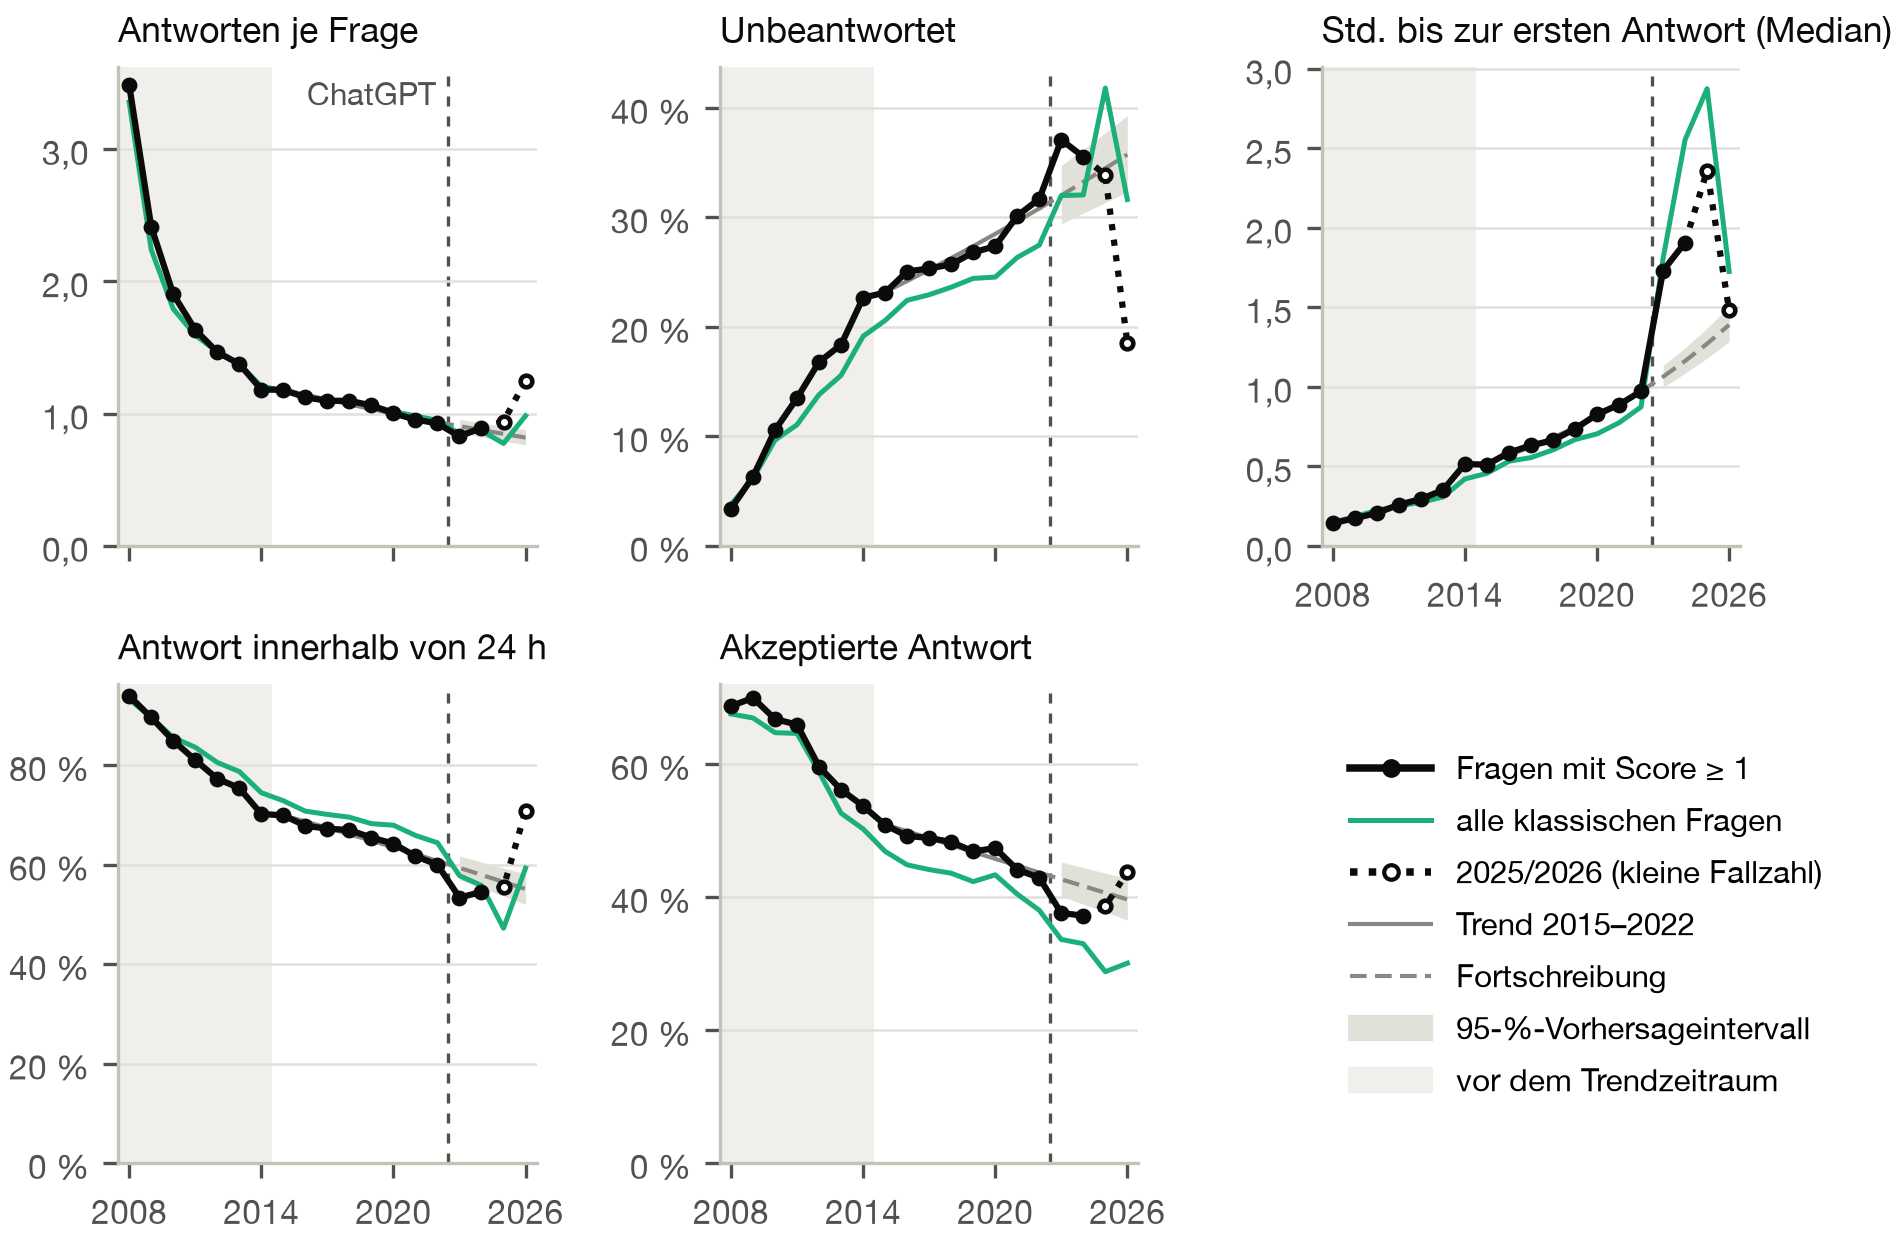 Antworten je Frage
Unbeantwortet
Std. bis zur ersten Antwort (Median)
ChatGPT
3,0
2,0
1,0
0,0
40 %
30 %
20 %
10 %
0 %
3,0
2,5
2,0
1,5
1,0
0,5
0,0
2008 2014 2020 2026
Antwort innerhalb von 24 h
Akzeptierte Antwort
80 %
60 %
40 %
20 %
0 %
2008 2014 2020 2026
60 %
40 %
20 %
0 %
2008 2014 2020 2026
Fragen mit Score ≥ 1
alle klassischen Fragen
2025/2026 (kleine Fallzahl)
Trend 2015–2022
Fortschreibung
95-%-Vorhersageintervall
vor dem Trendzeitraum